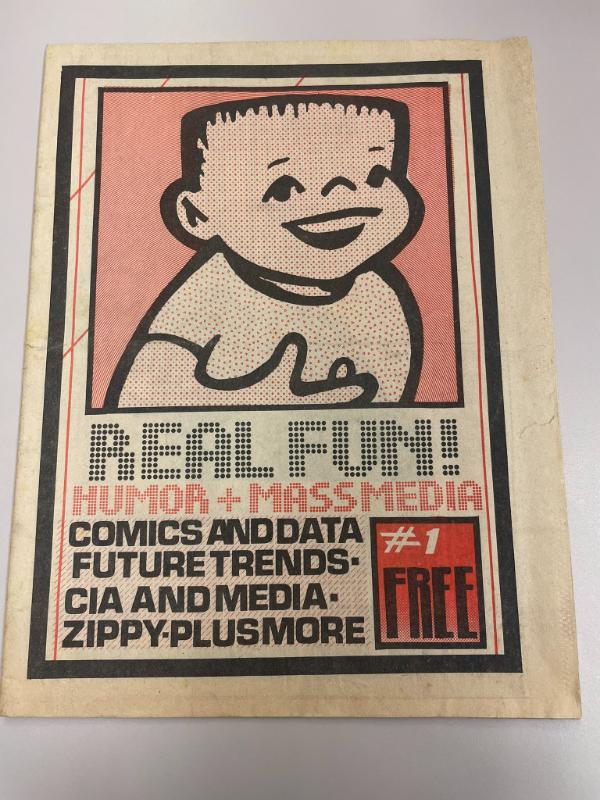 REAL FUN!
HUMOR + MASS MEDIA
COMICS AND DATA
FUTURE TRENDS·
CIA AND MEDIA·
ZIPPY·PLUS MORE
#1
FREE